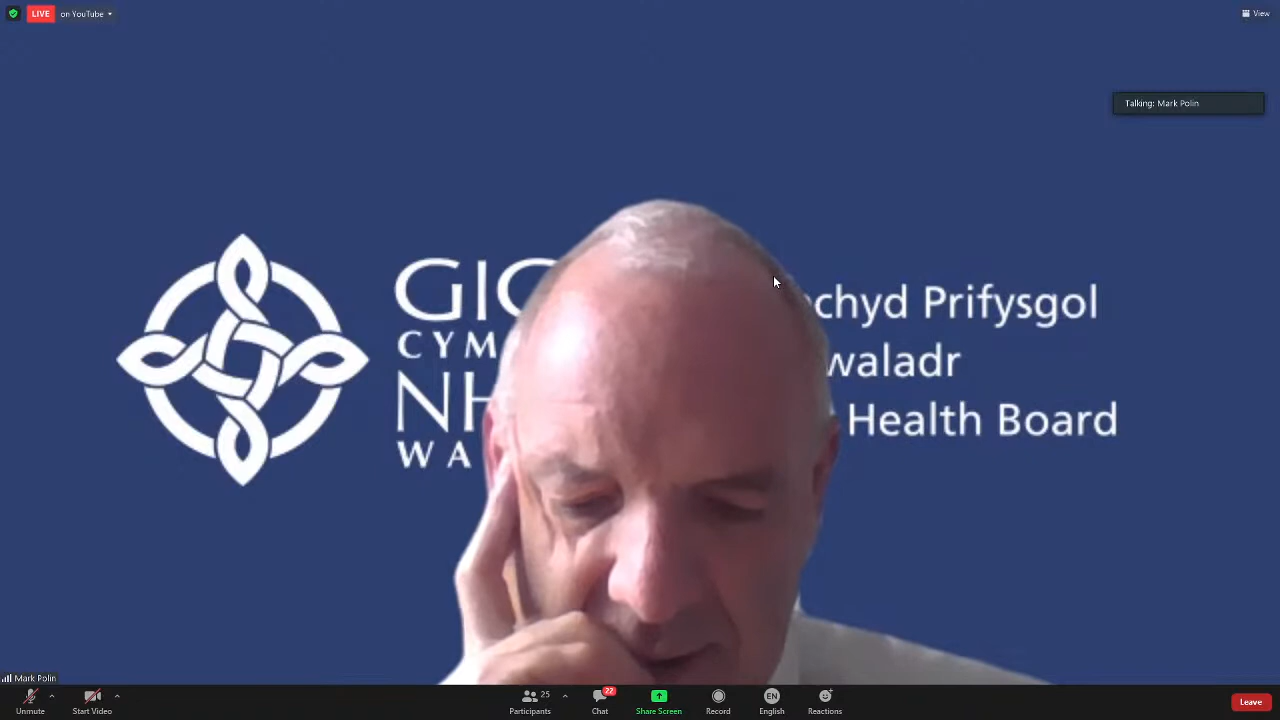 LIVE on YouTube
View
Talking: Mark Polin
GIG
CYM
NH
WA
chyd Prifysgol
waladr
Health Board
Mark Polin
Unmute
Start Video
25
Participants
22
Chat
Share Screen
Record
EN
English
Reactions
Leave